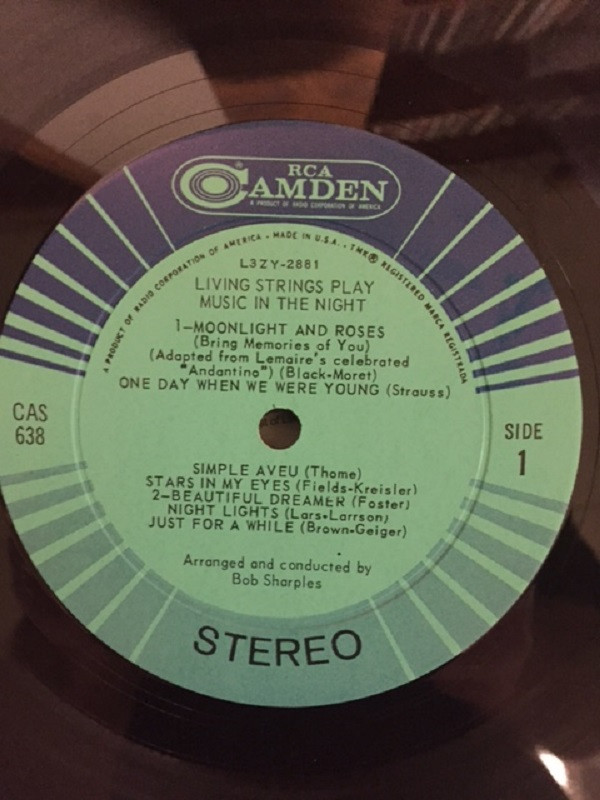 RCA
CAMDEN
A PRODUCT OF RADIO CORPORATION OF AMERICA
A PRODUCT OF RADIO CORPORATION OF AMERICA • MADE IN U.S.A. • TMK® REGISTERED MARCA REGISTRADA
L3ZY-2881
LIVING STRINGS PLAY
MUSIC IN THE NIGHT
1—MOONLIGHT AND ROSES
(Bring Memories of You)
(Adapted from Lemaire's celebrated
"Andantino") (Black-Moret)
ONE DAY WHEN WE WERE YOUNG (Strauss)
CAS
638
SIDE
1
SIMPLE AVEU (Thome)
STARS IN MY EYES (Fields-Kreisler)
2—BEAUTIFUL DREAMER (Foster)
NIGHT LIGHTS (Lars-Larrson)
JUST FOR A WHILE (Brown-Geiger)
Arranged and conducted by
Bob Sharples
STEREO